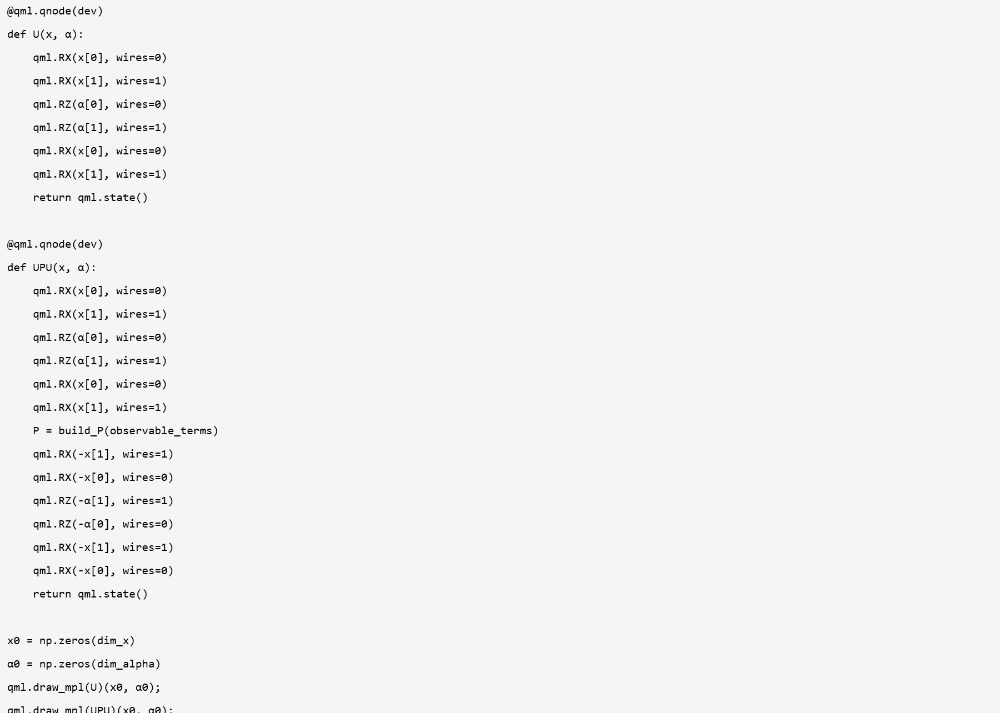 @qml.qnode(dev)
def U(x, α):
    qml.RX(x[0], wires=0)
    qml.RX(x[1], wires=1)
    qml.RZ(α[0], wires=0)
    qml.RZ(α[1], wires=1)
    qml.RX(x[0], wires=0)
    qml.RX(x[1], wires=1)
    return qml.state()

@qml.qnode(dev)
def UPU(x, α):
    qml.RX(x[0], wires=0)
    qml.RX(x[1], wires=1)
    qml.RZ(α[0], wires=0)
    qml.RZ(α[1], wires=1)
    qml.RX(x[0], wires=0)
    qml.RX(x[1], wires=1)
    P = build_P(observable_terms)
    qml.RX(-x[1], wires=1)
    qml.RX(-x[0], wires=0)
    qml.RZ(-α[1], wires=1)
    qml.RZ(-α[0], wires=0)
    qml.RX(-x[1], wires=1)
    qml.RX(-x[0], wires=0)
    return qml.state()

x0 = np.zeros(dim_x)
α0 = np.zeros(dim_alpha)
qml.draw_mpl(U)(x0, α0);
qml.draw_mpl(UPU)(x0, α0);